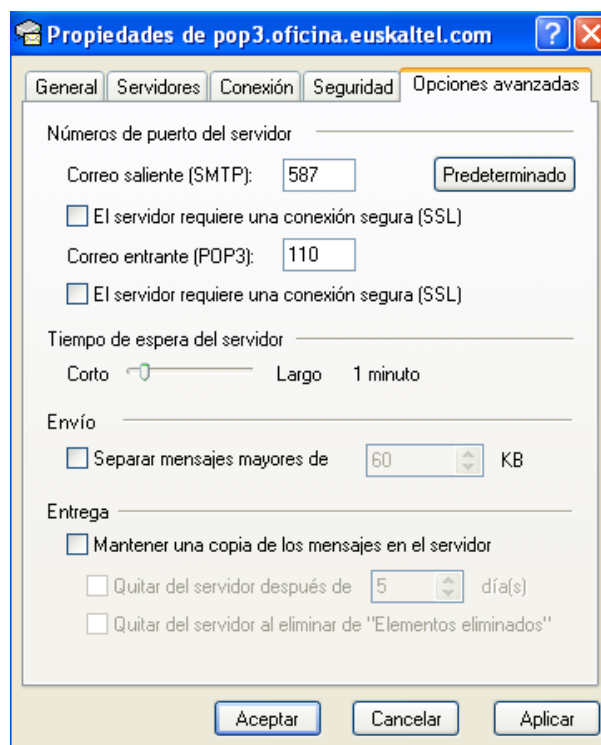 Propiedades de pop3.oficina.euskaltel.com
General Servidores Conexión Seguridad Opciones avanzadas
Números de puerto del servidor
Correo saliente (SMTP): 587 Predeterminado
El servidor requiere una conexión segura (SSL)
Correo entrante (POP3): 110
El servidor requiere una conexión segura (SSL)
Tiempo de espera del servidor
Corto Largo 1 minuto
Envío
Separar mensajes mayores de 60 KB
Entrega
Mantener una copia de los mensajes en el servidor
Quitar del servidor después de 5 día(s)
Quitar del servidor al eliminar de "Elementos eliminados"
Aceptar Cancelar Aplicar